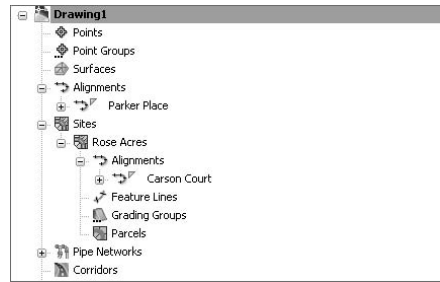 Drawing1
Points
Point Groups
Surfaces
Alignments
Parker Place
Sites
Rose Acres
Alignments
Carson Court
Feature Lines
Grading Groups
Parcels
Pipe Networks
Corridors